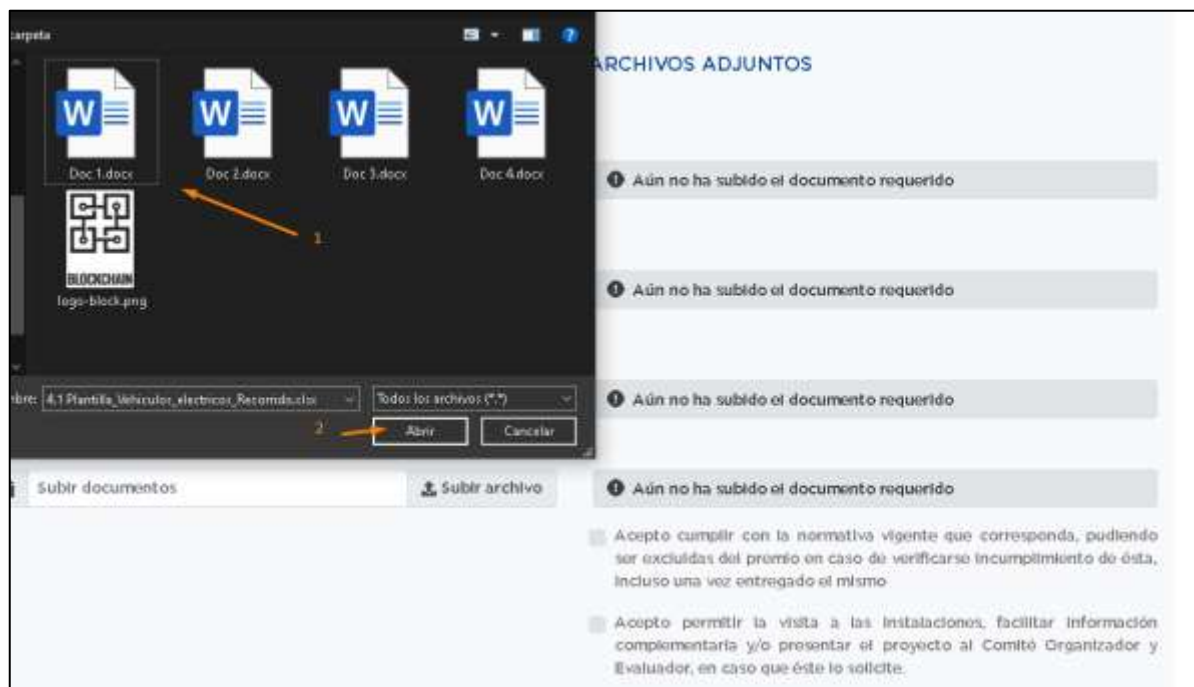 carpeta
ARCHIVOS ADJUNTOS
Doc 1.docx
Doc 2.docx
Doc 3.docx
Doc 4.docx
1
BLOCKCHAIN
logo-block.png
Aún no ha subido el documento requerido
Aún no ha subido el documento requerido
Aún no ha subido el documento requerido
Todos los archivos (*.*)
2
Abrir
Cancelar
Subir documentos
Subir archivo
Aún no ha subido el documento requerido
Acepto cumplir con la normativa vigente que corresponda, pudiendo
ser excluidas del premio en caso de verificarse incumplimiento de ésta,
incluso una vez entregado el mismo
Acepto permitir la visita a las instalaciones, facilitar información
complementaria y/o presentar el proyecto al Comité Organizador y
Evaluador, en caso que éste lo solicite.